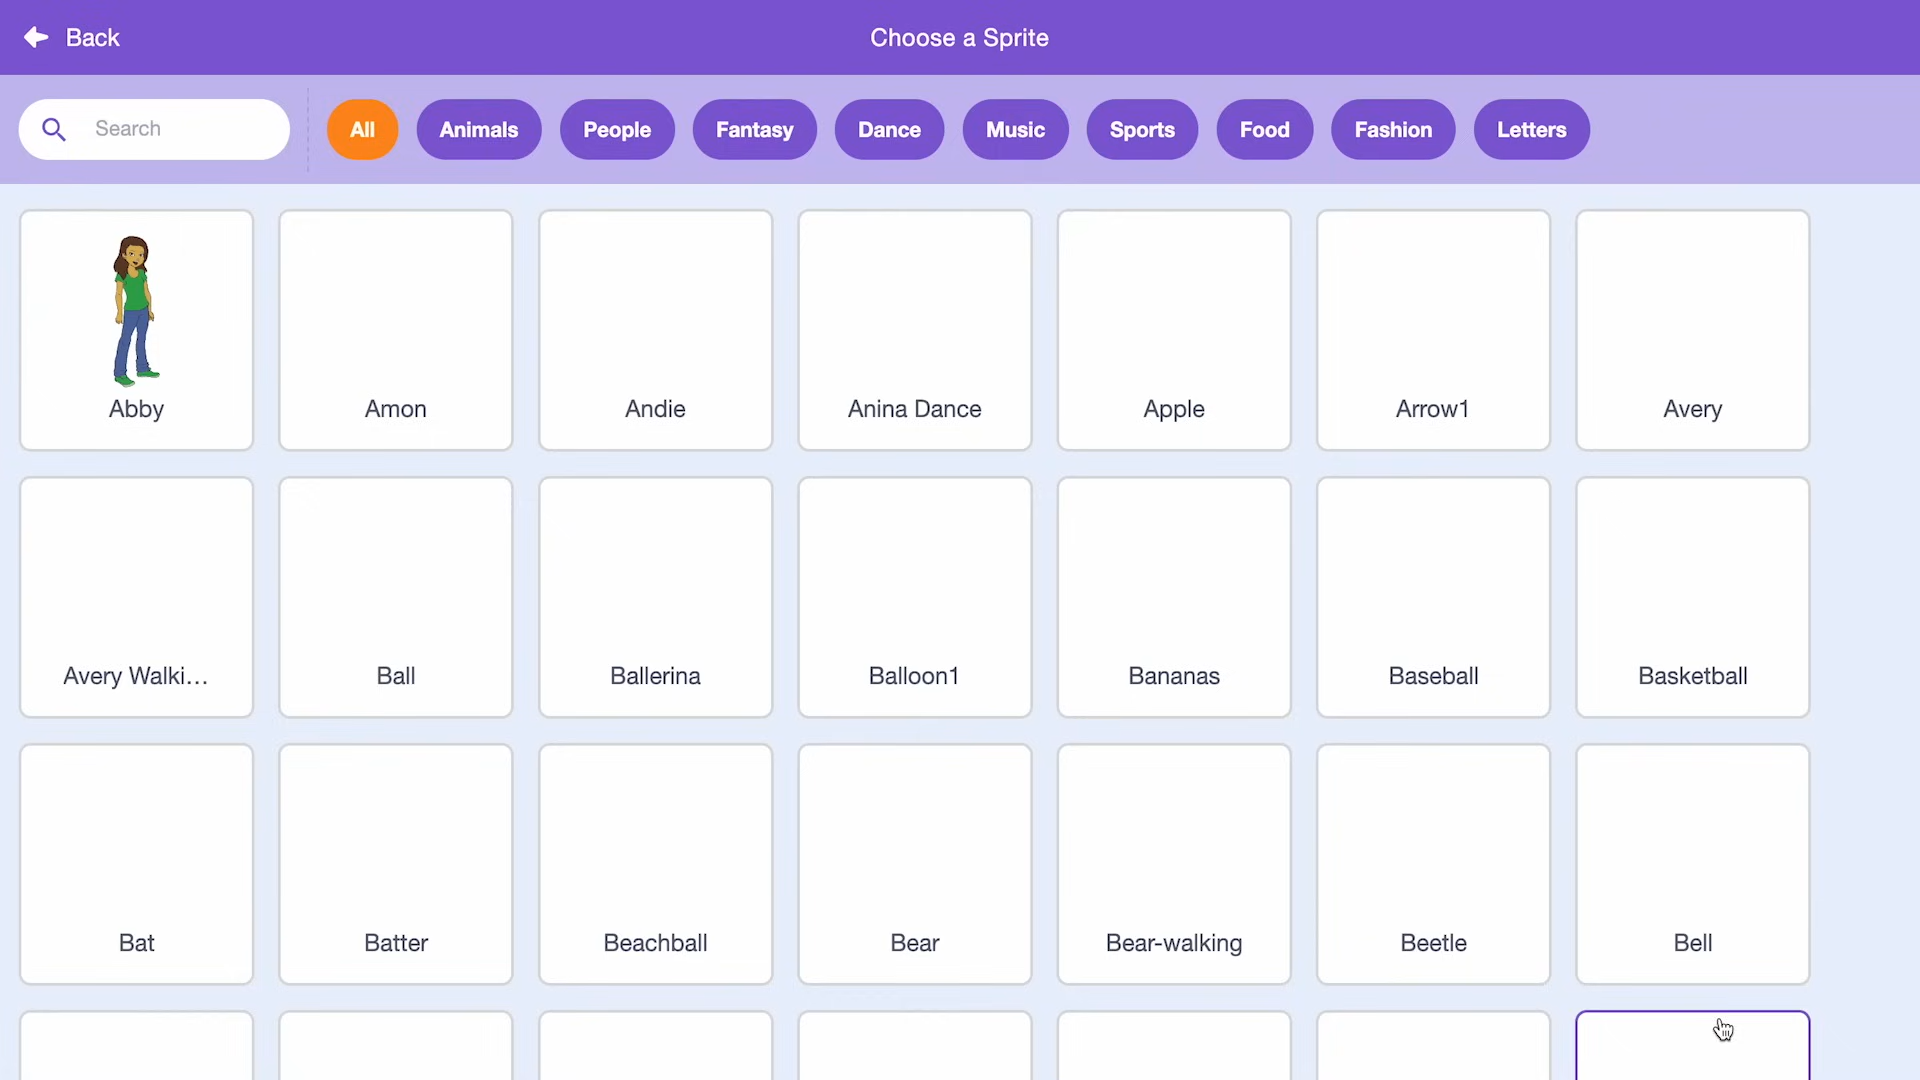 Back
Choose a Sprite
Search
All
Animals
People
Fantasy
Dance
Music
Sports
Food
Fashion
Letters
Abby
Amon
Andie
Anina Dance
Apple
Arrow1
Avery
Avery Walki...
Ball
Ballerina
Balloon1
Bananas
Baseball
Basketball
Bat
Batter
Beachball
Bear
Bear-walking
Beetle
Bell